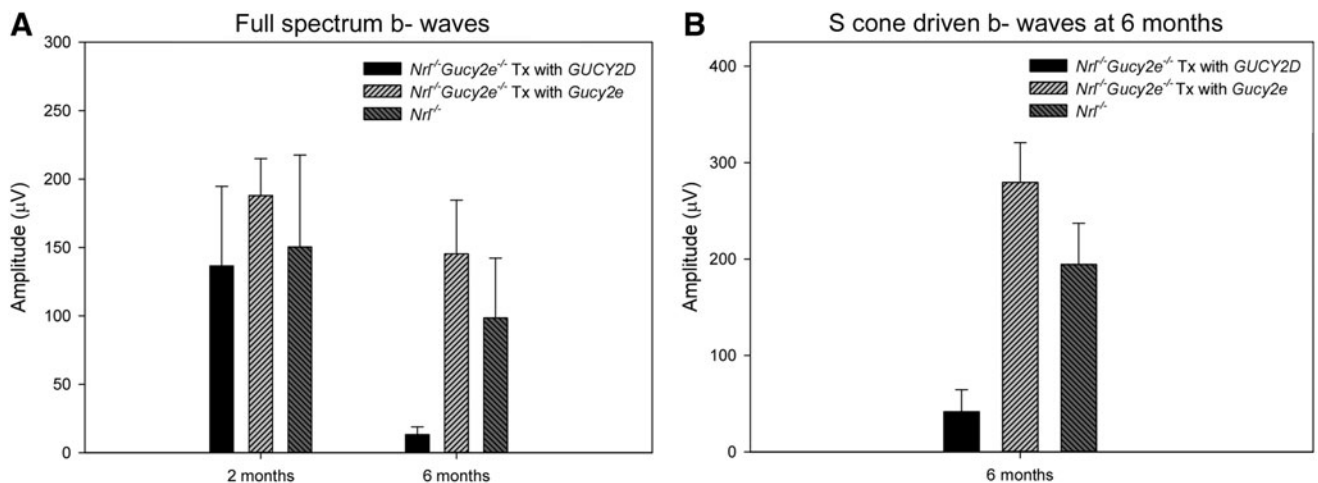 A
Full spectrum b- waves
300
250
200
150
100
50
0
Amplitude (μV)
Nrl-/-Gucy2e-/- Tx with GUCY2D
Nrl-/-Gucy2e-/- Tx with Gucy2e
Nrl-/-
2 months
6 months
B
S cone driven b- waves at 6 months
400
300
200
100
0
Amplitude (μV)
Nrl-/-Gucy2e-/- Tx with GUCY2D
Nrl-/-Gucy2e-/- Tx with Gucy2e
Nrl-/-
6 months